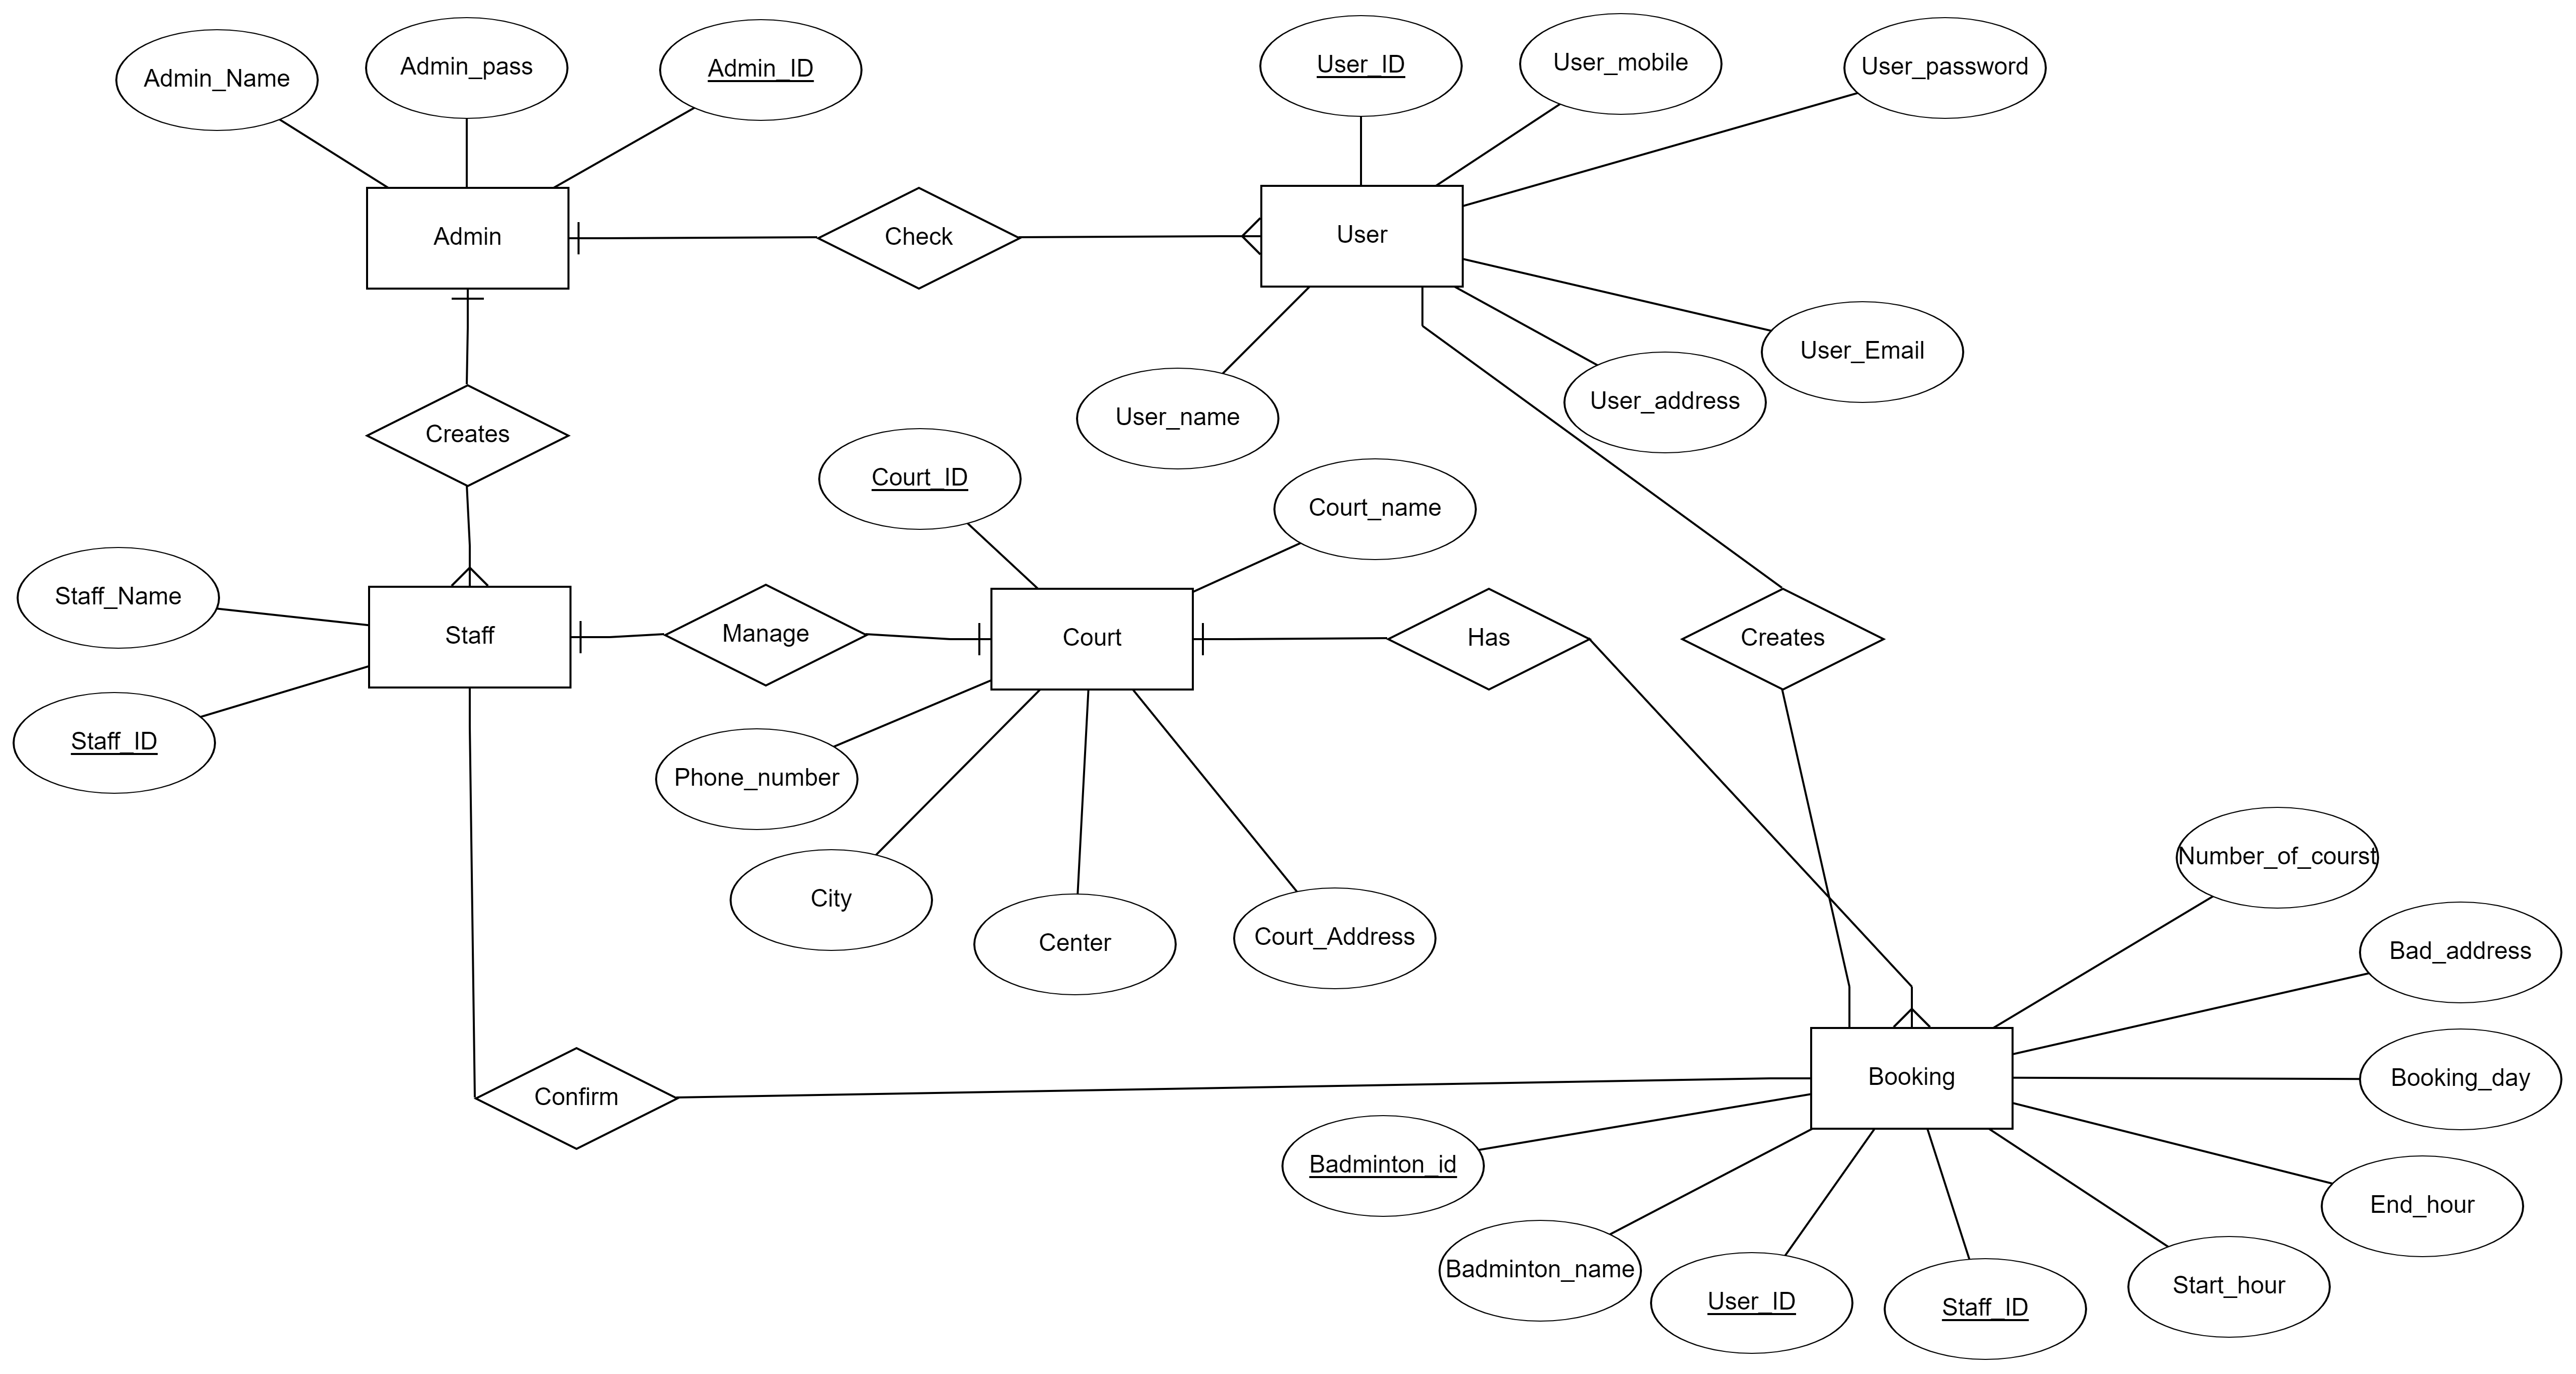 Admin_Name
Admin_pass
Admin_ID
User_ID
User_mobile
User_password
Admin
Check
User
User_Email
User_address
User_name
Creates
Court_ID
Court_name
Staff_Name
Staff
Manage
Court
Has
Creates
Staff_ID
Phone_number
City
Center
Court_Address
Number_of_courst
Bad_address
Confirm
Booking
Booking_day
Badminton_id
End_hour
Badminton_name
User_ID
Staff_ID
Start_hour